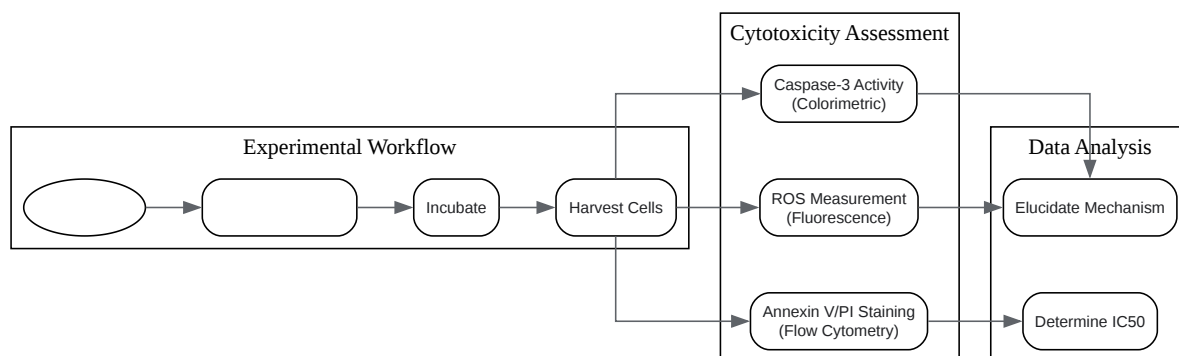 Cytotoxicity Assessment
Caspase-3 Activity
(Colorimetric)
Experimental Workflow
Data Analysis
Incubate
Harvest Cells
ROS Measurement
(Fluorescence)
Elucidate Mechanism
Annexin V/PI Staining
(Flow Cytometry)
Determine IC50